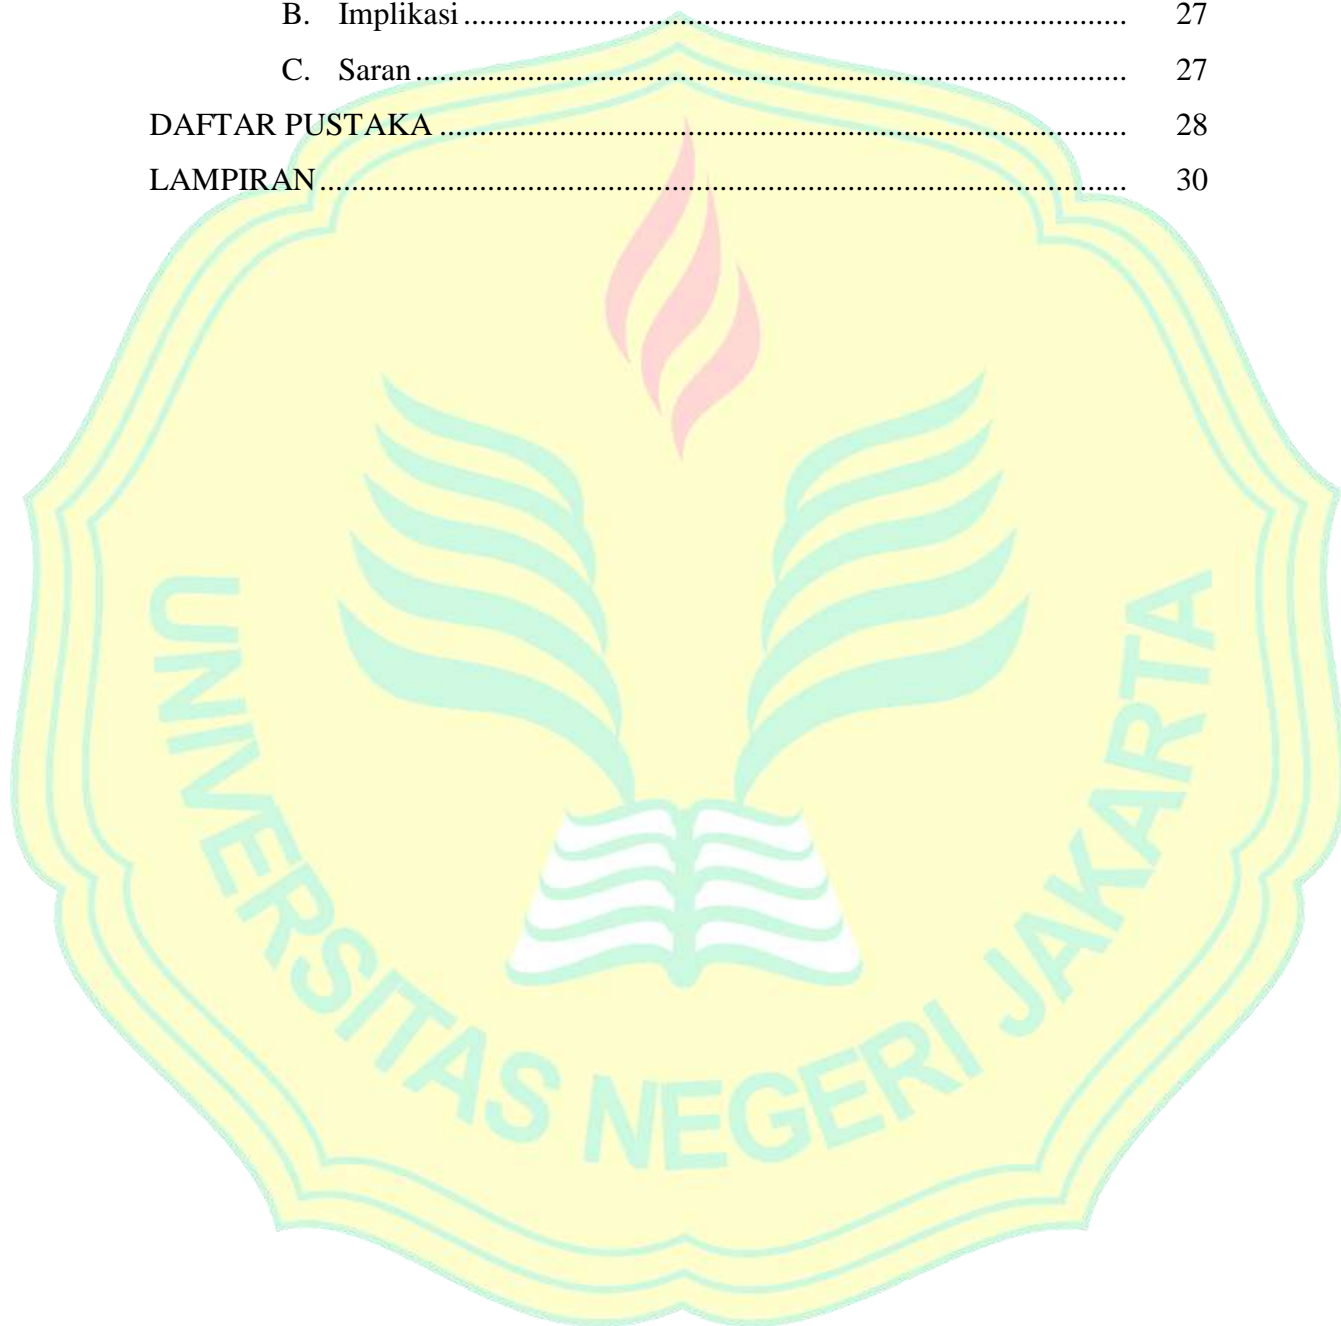 B. Implikasi ........................................................................ 27
C. Saran ........................................................................ 27
DAFTAR PUSTAKA ........................................................................ 28
LAMPIRAN ........................................................................ 30
UNIVERSITAS NEGERI JAKARTA